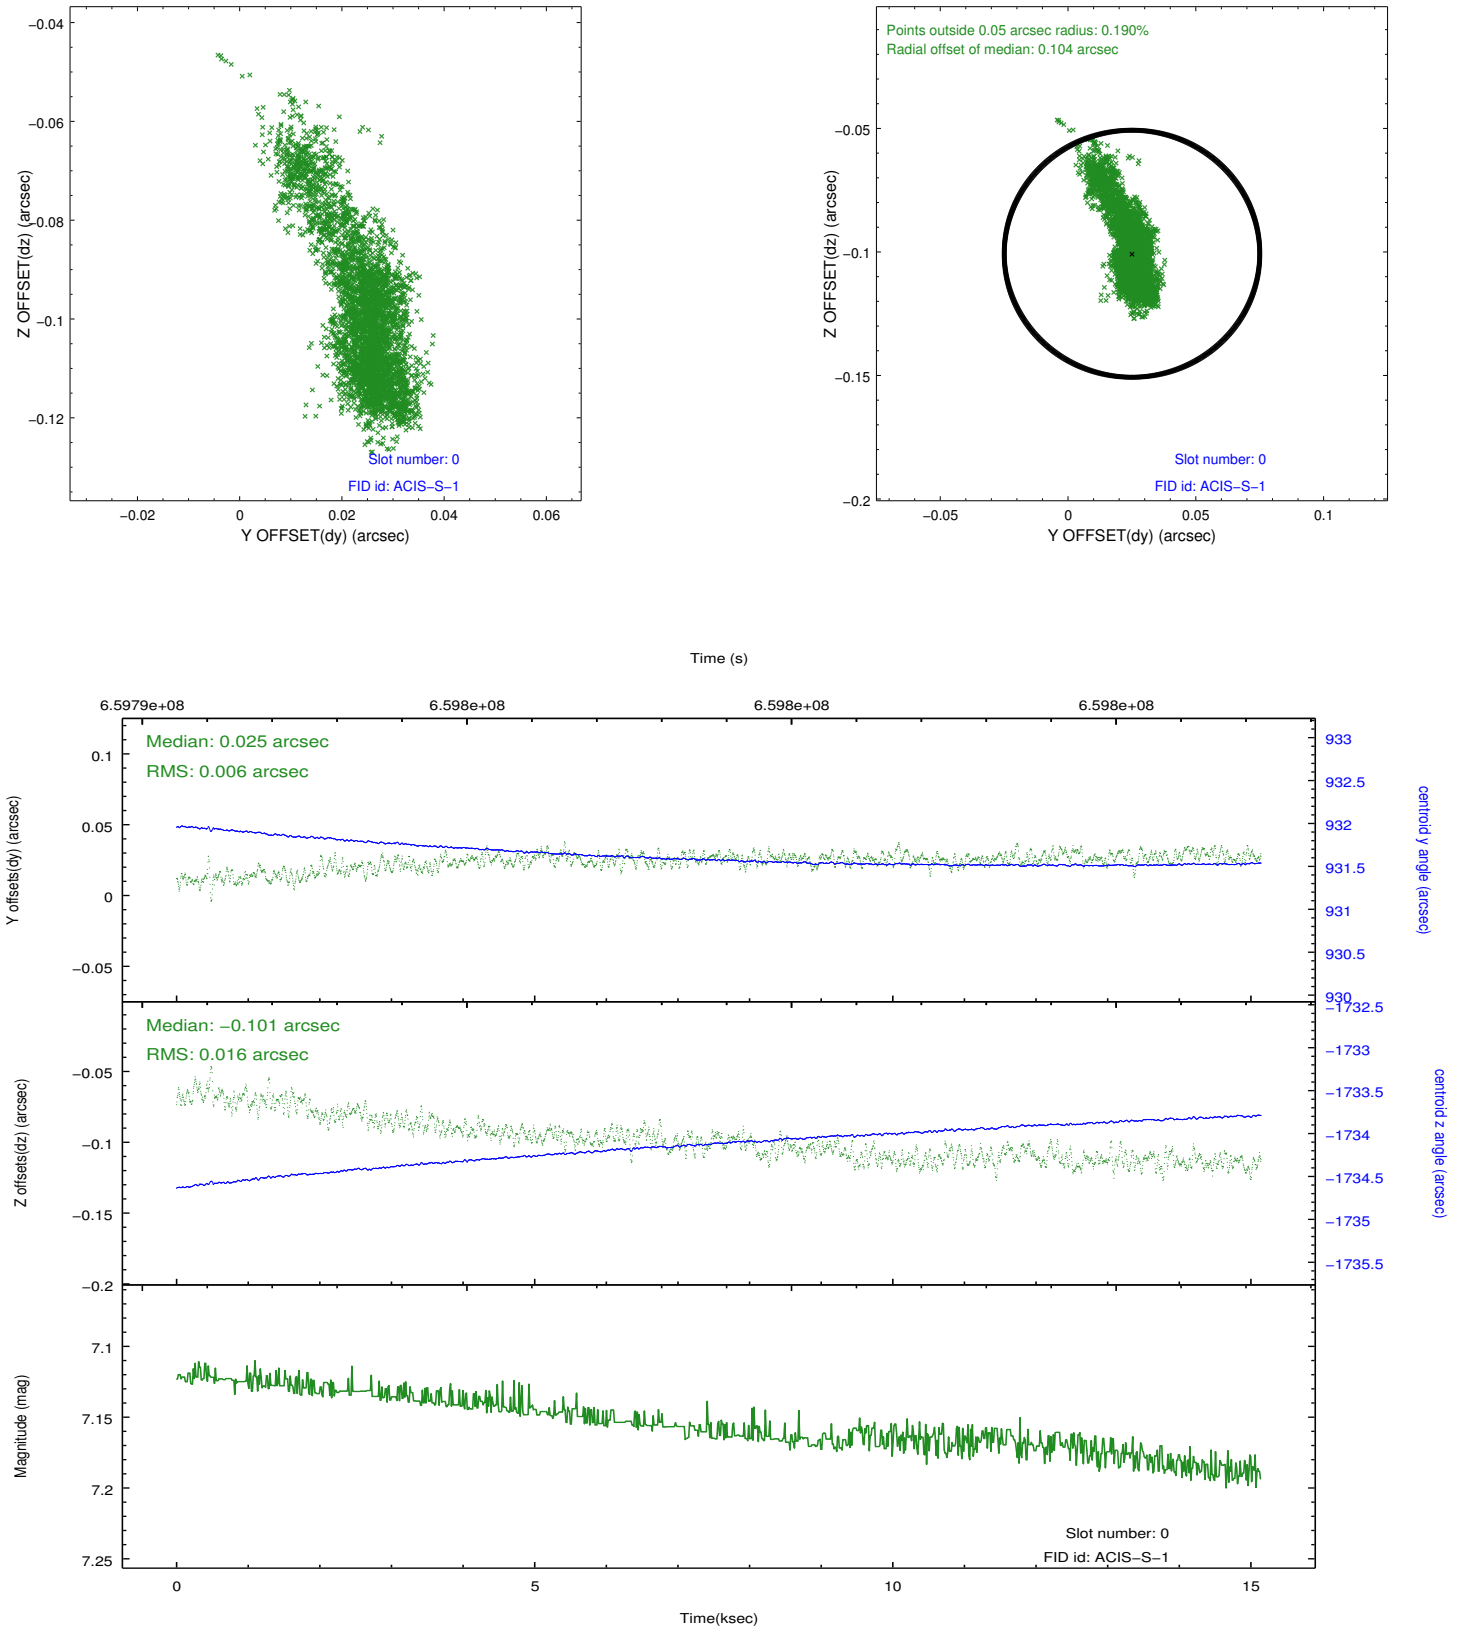 −0.04
−0.06
−0.08
−0.1
−0.12
Z OFFSET(dz) (arcsec)
Slot number: 0
FID id: ACIS−S−1
−0.02 0 0.02 0.04 0.06
Y OFFSET(dy) (arcsec)
Points outside 0.05 arcsec radius: 0.190%
Radial offset of median: 0.104 arcsec
−0.05
−0.1
−0.15
−0.2
Z OFFSET(dz) (arcsec)
Slot number: 0
FID id: ACIS−S−1
−0.05 0 0.05 0.1
Y OFFSET(dy) (arcsec)
Time (s)
6.5979e+08 6.598e+08 6.598e+08 6.598e+08
Median: 0.025 arcsec
RMS: 0.006 arcsec
0.1
0.05
0
−0.05
Y offsets(dy) (arcsec)
933
932.5
932
931.5
931
930.5
930
centroid y angle (arcsec)
Median: −0.101 arcsec
RMS: 0.016 arcsec
−0.05
−0.1
−0.15
−0.2
Z offsets(dz) (arcsec)
−1732.5
−1733
−1733.5
−1734
−1734.5
−1735
−1735.5
centroid z angle (arcsec)
7.1
7.15
7.2
7.25
Magnitude (mag)
Slot number: 0
FID id: ACIS−S−1
0 5 10 15
Time(ksec)